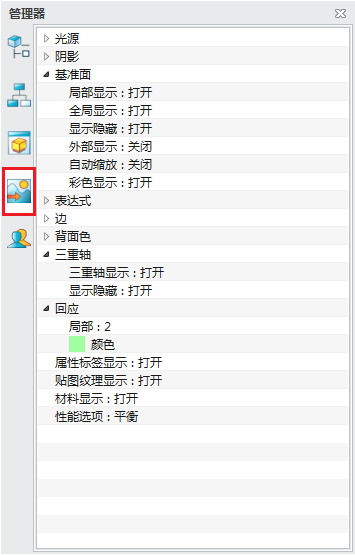 管理器
光源
阴影
基准面
局部显示：打开
全局显示：打开
显示隐藏：打开
外部显示：关闭
自动缩放：关闭
彩色显示：打开
表达式
边
背面色
三重轴
三重轴显示：打开
显示隐藏：打开
回应
局部：2
颜色
属性标签显示：打开
贴图纹理显示：打开
材料显示：打开
性能选项：平衡